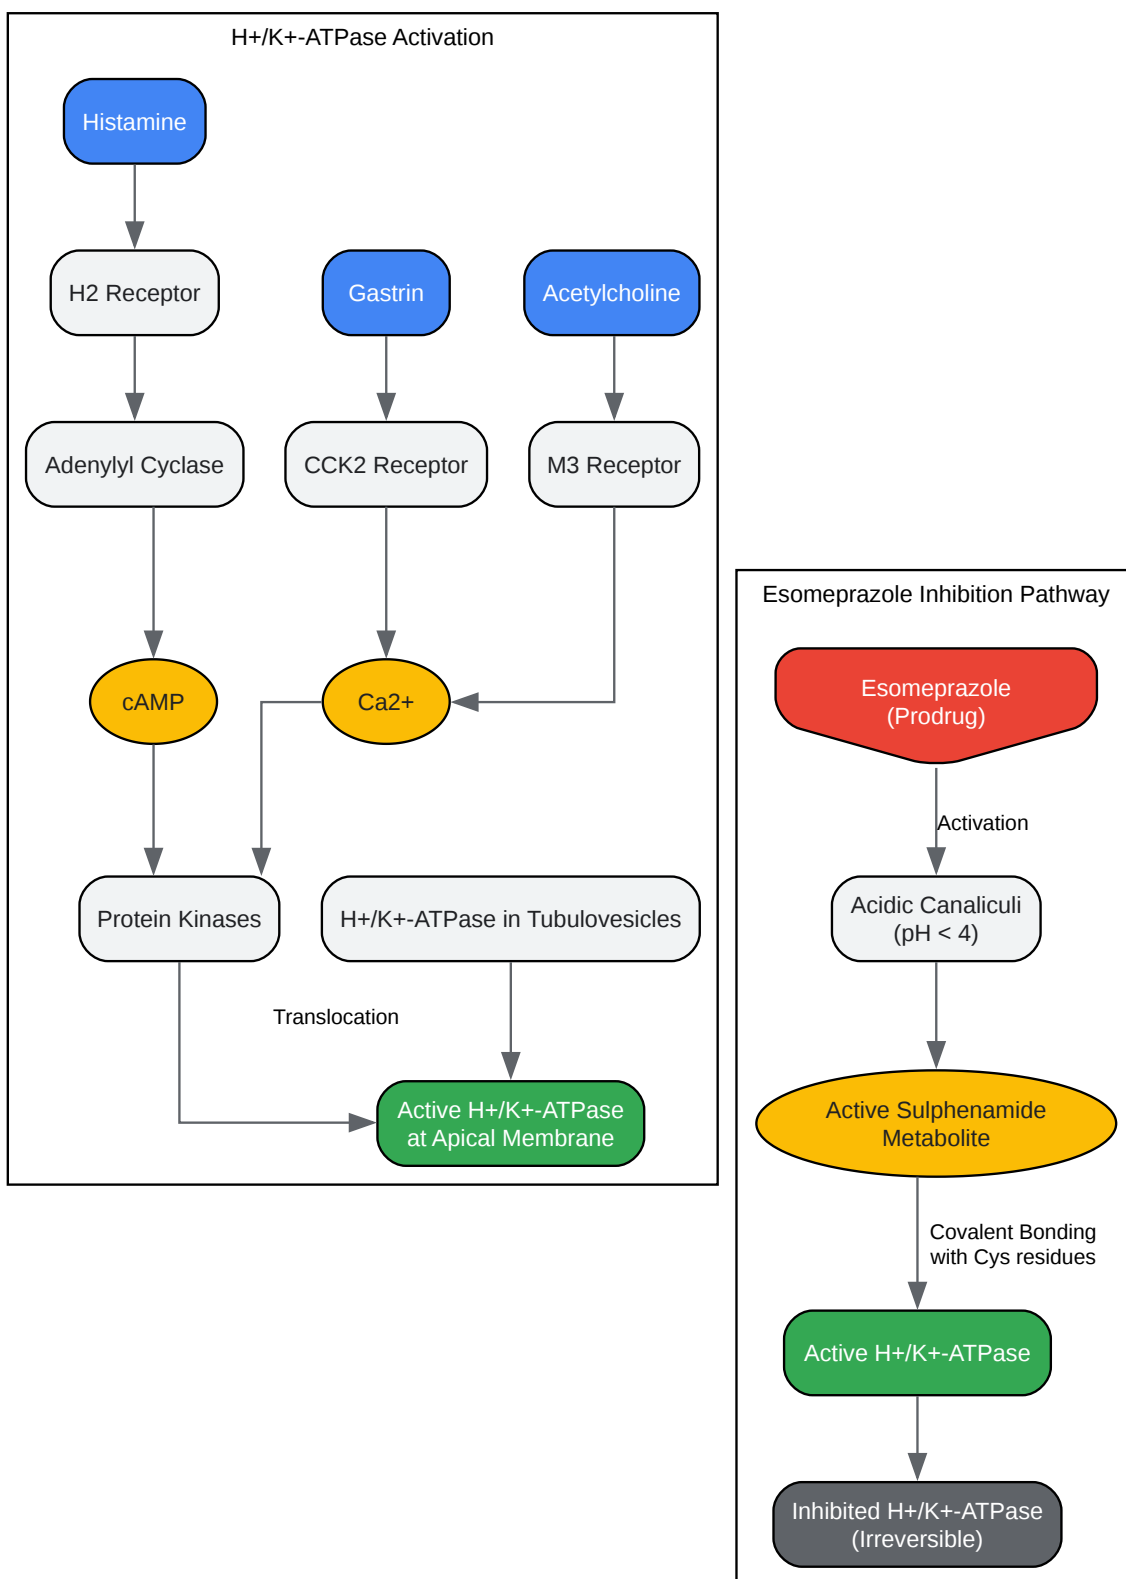 H+/K+-ATPase Activation
Histamine
H2 Receptor
Gastrin
Acetylcholine
Adenylyl Cyclase
CCK2 Receptor
M3 Receptor
cAMP
Ca2+
Protein Kinases
H+/K+-ATPase in Tubulovesicles
Translocation
Active H+/K+-ATPase
at Apical Membrane
Esomeprazole Inhibition Pathway
Esomeprazole
(Prodrug)
Activation
Acidic Canaliculi
(pH < 4)
Active Sulphenamide
Metabolite
Covalent Bonding
with Cys residues
Active H+/K+-ATPase
Inhibited H+/K+-ATPase
(Irreversible)